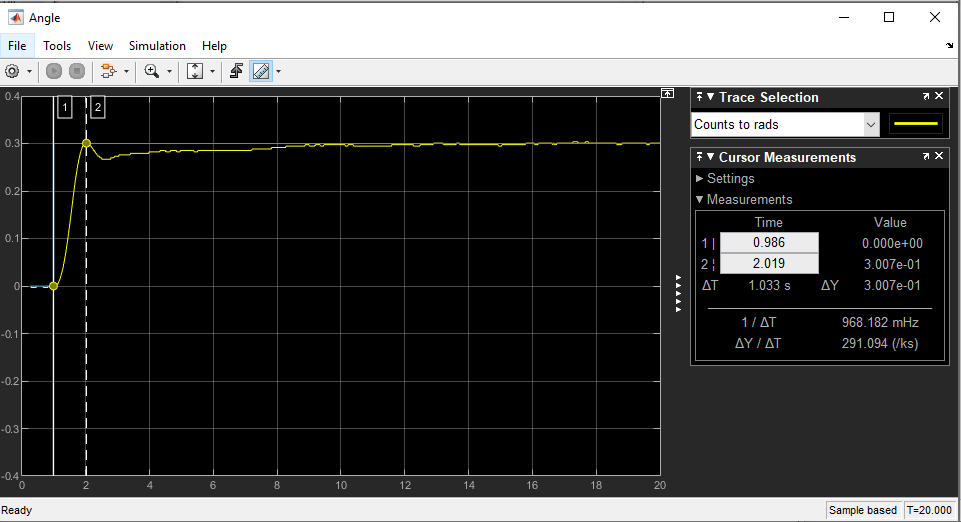 Angle
File Tools View Simulation Help
0.4
0.3
0.2
0.1
0
-0.1
-0.2
-0.3
-0.4
0 2 4 6 8 10 12 14 16 18 20
1 2
Trace Selection
Counts to rads
Cursor Measurements
Settings
Measurements
Time Value
1 | 0.986 0.000e+00
2 ¦ 2.019 3.007e-01
ΔT 1.033 s ΔY 3.007e-01
1 / ΔT 968.182 mHz
ΔY / ΔT 291.094 (/ks)
Ready Sample based T=20.000